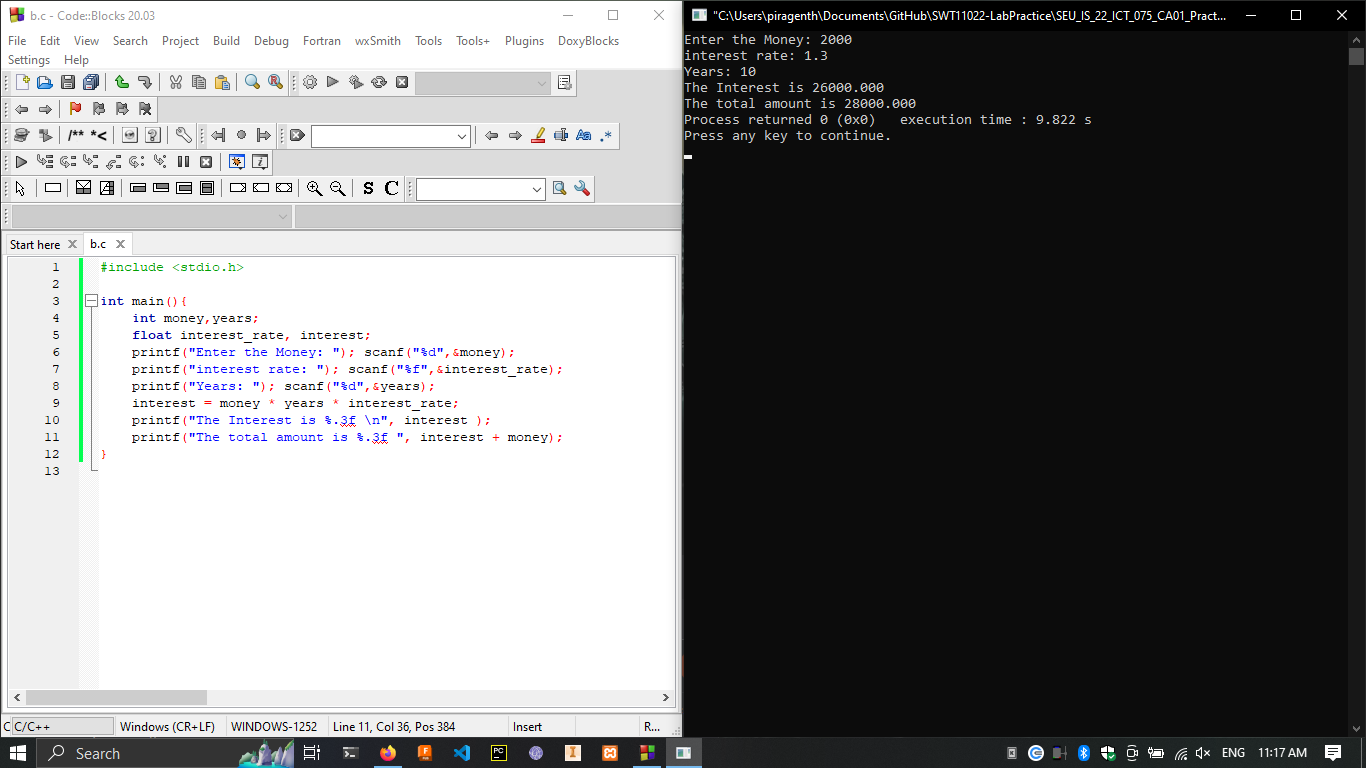 b.c - Code::Blocks 20.03
File Edit View Search Project Build Debug Fortran wxSmith Tools Tools+ Plugins DoxyBlocks
Settings Help
/** *<
Aa .*
S C
Start here b.c
1 #include <stdio.h>
2
3 int main(){
4 int money,years;
5 float interest_rate, interest;
6 printf("Enter the Money: "); scanf("%d",&money);
7 printf("interest rate: "); scanf("%f",&interest_rate);
8 printf("Years: "); scanf("%d",&years);
9 interest = money * years * interest_rate;
10 printf("The Interest is %.3f \n", interest );
11 printf("The total amount is %.3f ", interest + money);
12 }
13
C C/C++ Windows (CR+LF) WINDOWS-1252 Line 11, Col 36, Pos 384 Insert R...
"C:\Users\piragenth\Documents\GitHub\SWT11022-LabPractice\SEU_IS_22_ICT_075_CA01_Pract...
Enter the Money: 2000
interest rate: 1.3
Years: 10
The Interest is 26000.000
The total amount is 28000.000
Process returned 0 (0x0) execution time : 9.822 s
Press any key to continue.
Search
PC
ENG 11:17 AM